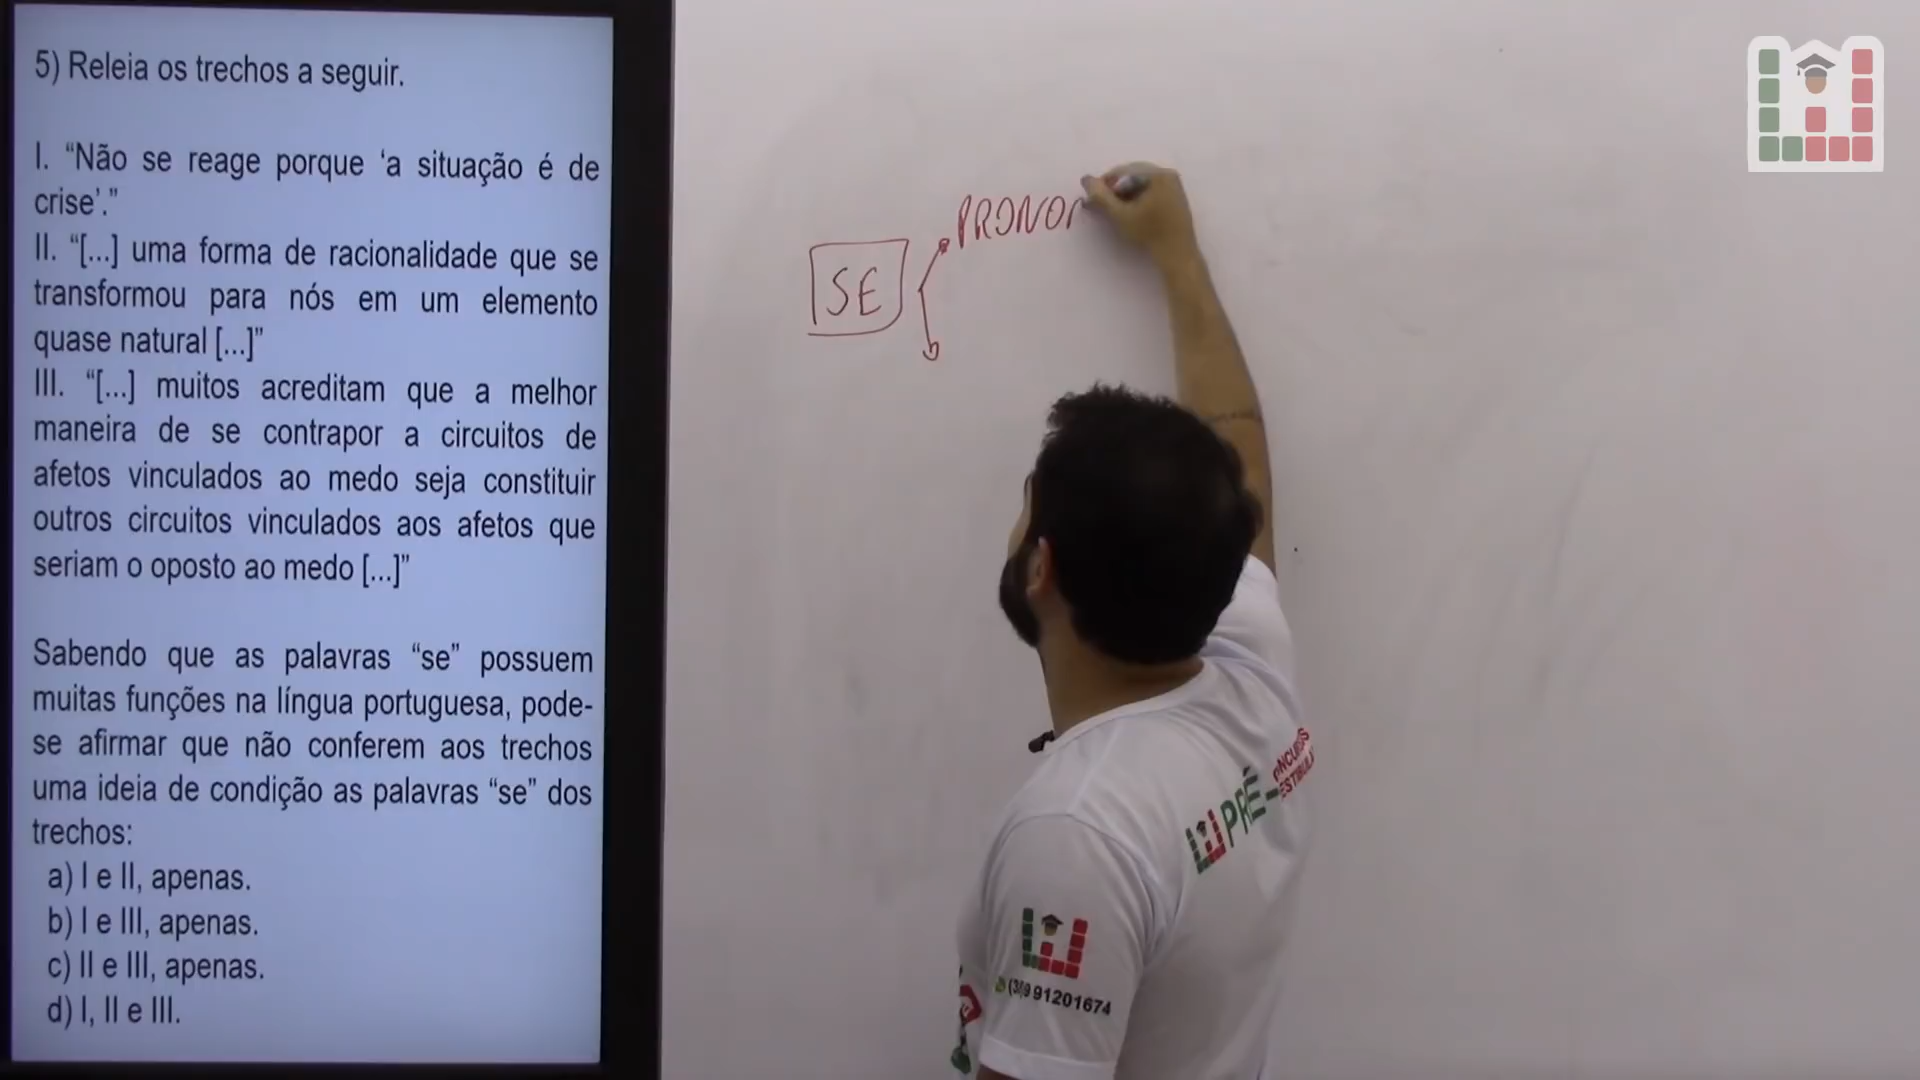 5) Releia os trechos a seguir.
I. “Não se reage porque ‘a situação é de
crise’.”
II. “[...] uma forma de racionalidade que se
transformou para nós em um elemento
quase natural [...]”
III. “[...] muitos acreditam que a melhor
maneira de se contrapor a circuitos de
afetos vinculados ao medo seja constituir
outros circuitos vinculados aos afetos que
seriam o oposto ao medo [...]”
Sabendo que as palavras “se” possuem
muitas funções na língua portuguesa, pode-
se afirmar que não conferem aos trechos
uma ideia de condição as palavras “se” dos
trechos:
a) I e II, apenas.
b) I e III, apenas.
c) II e III, apenas.
d) I, II e III.
SE
PRONO
PRÉ-